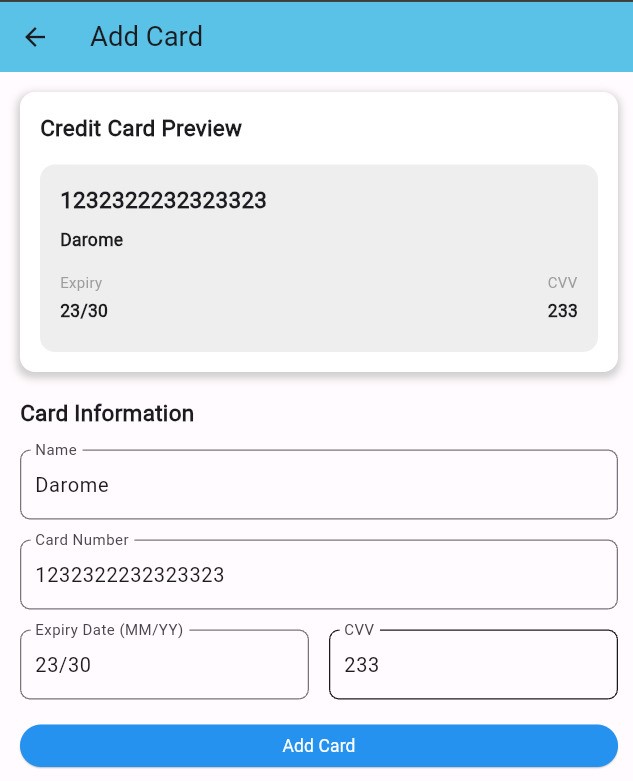 Add Card
Credit Card Preview
1232322232323323
Darome
Expiry CVV
23/30 233
Card Information
Name
Darome
Card Number
1232322232323323
Expiry Date (MM/YY) CVV
23/30 233
Add Card